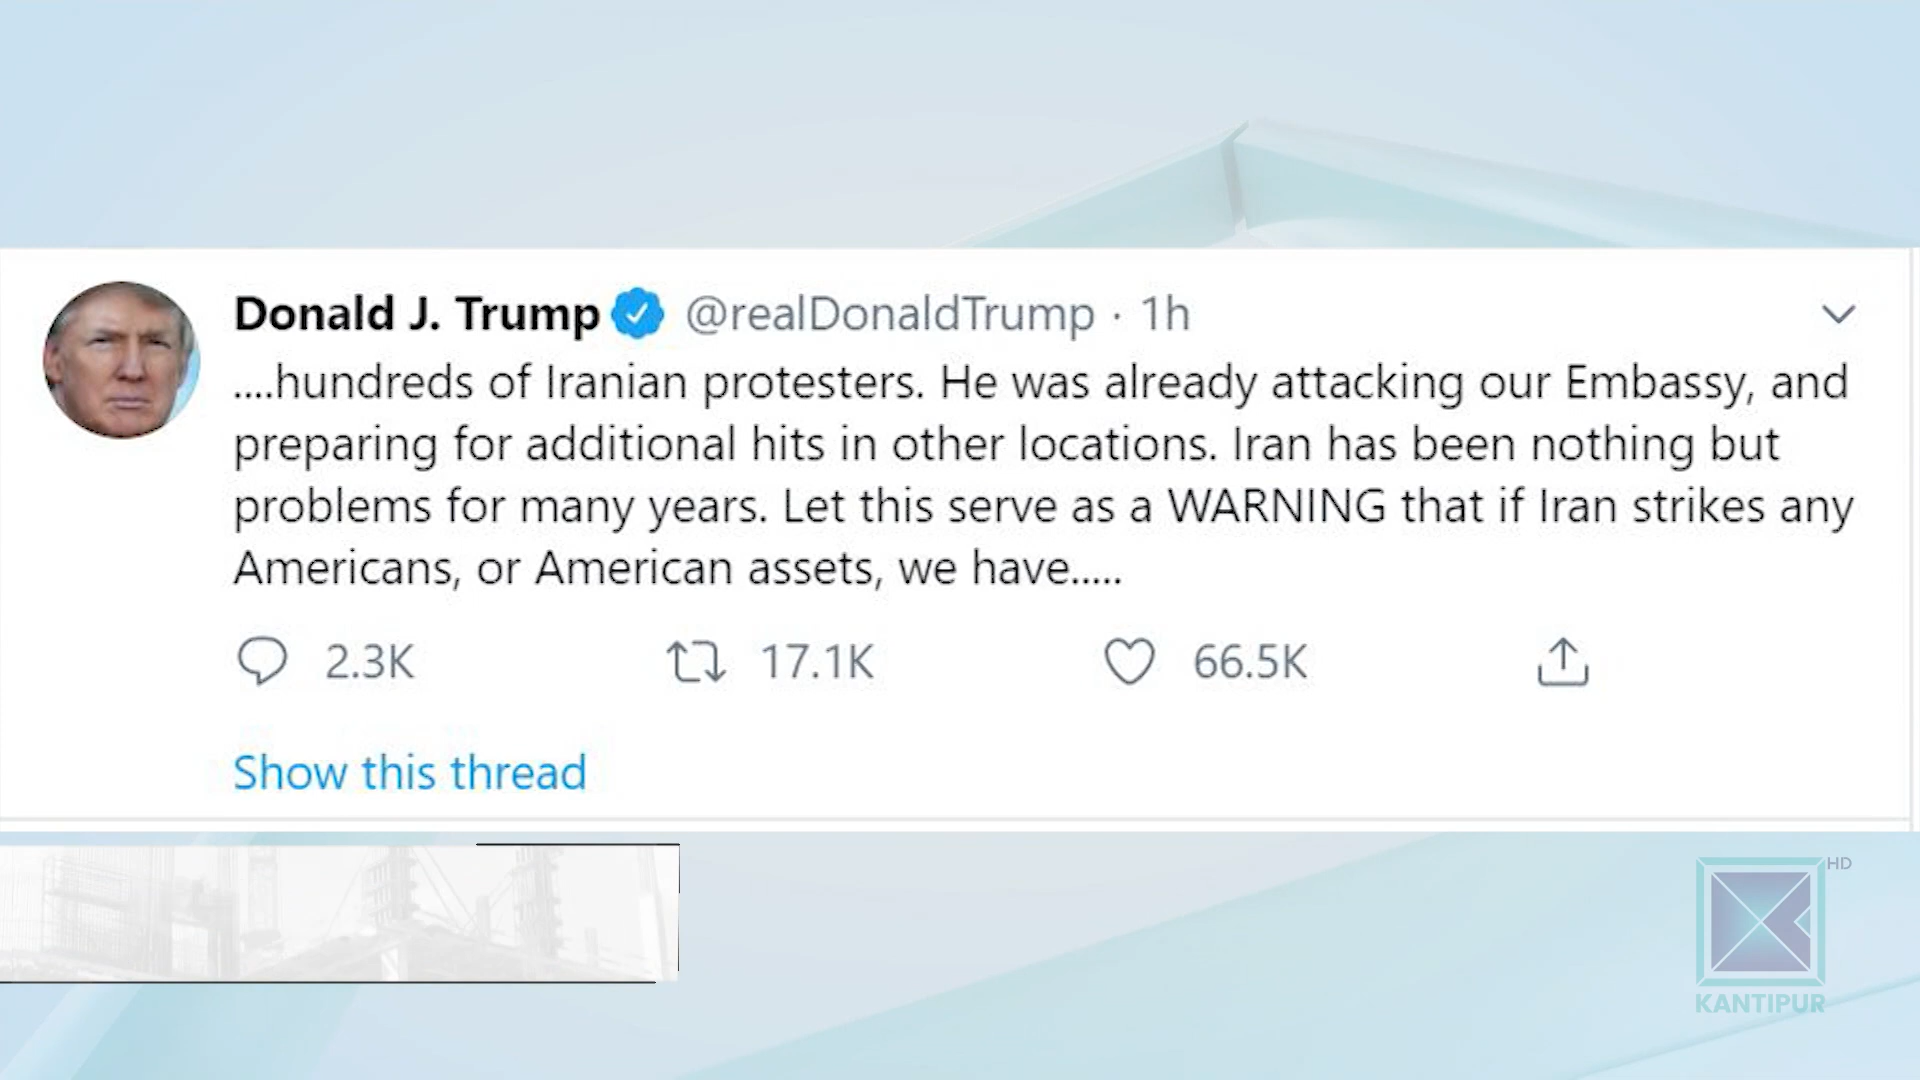 Donald J. Trump @realDonaldTrump · 1h
....hundreds of Iranian protesters. He was already attacking our Embassy, and
preparing for additional hits in other locations. Iran has been nothing but
problems for many years. Let this serve as a WARNING that if Iran strikes any
Americans, or American assets, we have.....
2.3K 17.1K 66.5K
Show this thread
HD
KANTIPUR